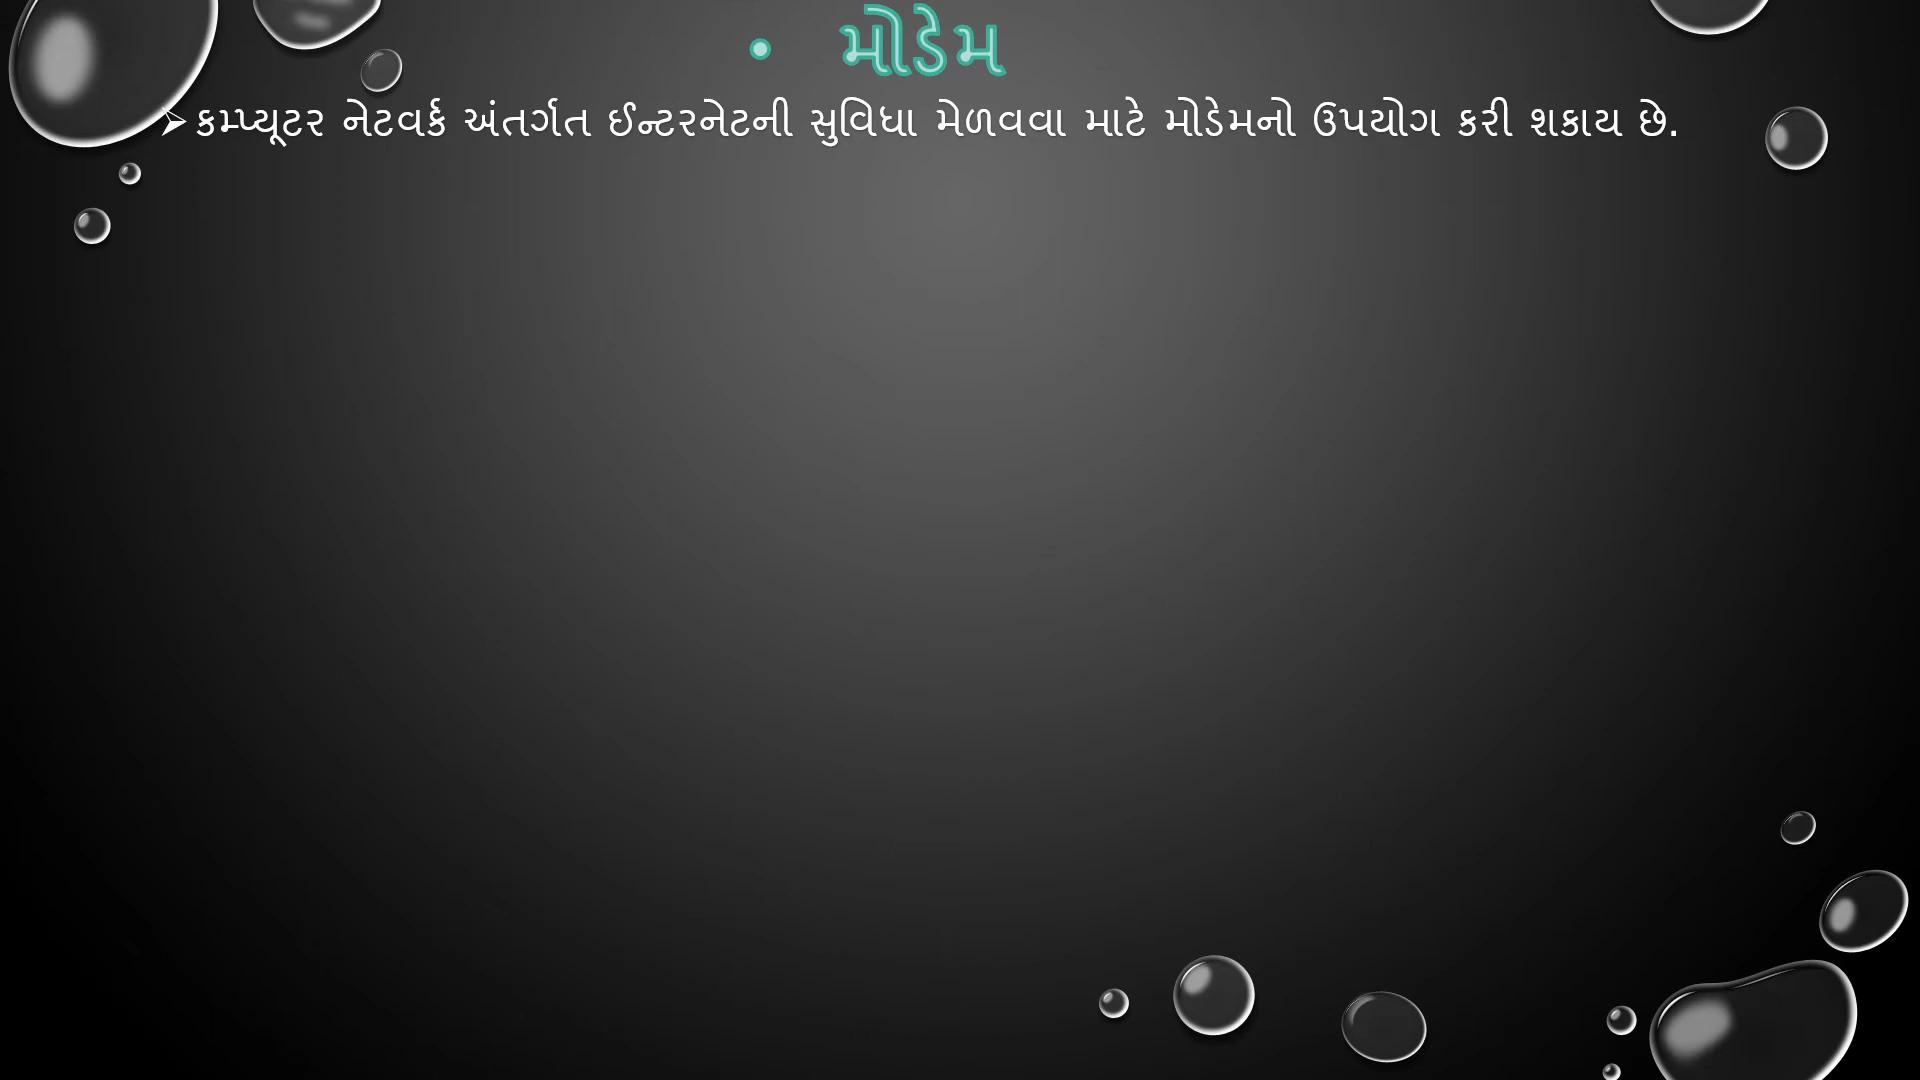 • મોડેમ
➢ કમ્પ્યૂટર નેટવર્ક અંતર્ગત ઈન્ટરનેટની સુવિધા મેળવવા માટે મોડેમનો ઉપયોગ કરી શકાય છે.